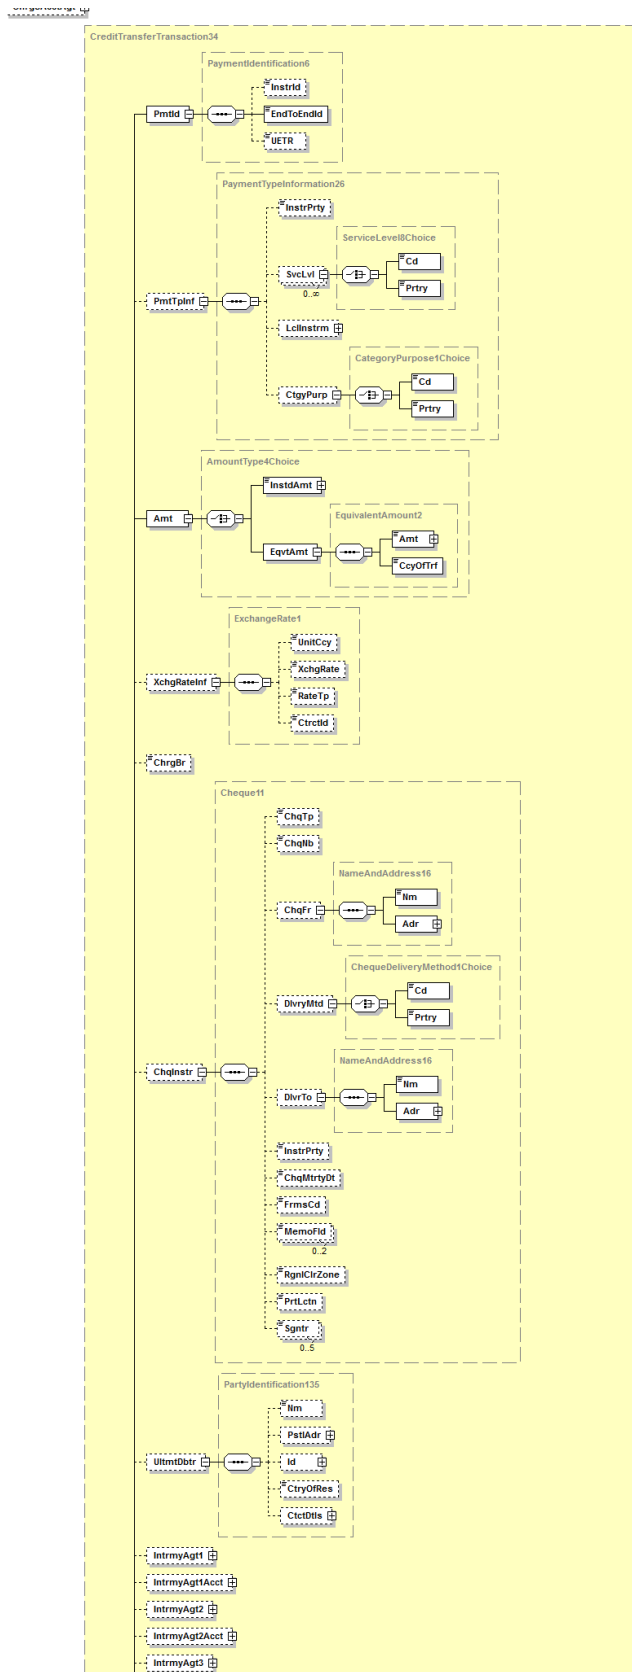 CreditTransferTransaction34
PaymentIdentification6
InstrId
PmtId
EndToEndId
UETR
PaymentTypeInformation26
InstrPrty
ServiceLevel8Choice
Cd
SvcLvl
0..∞
Prtry
PmtTpInf
LclInstrm
CategoryPurpose1Choice
Cd
CtgyPurp
Prtry
AmountType4Choice
InstdAmt
EquivalentAmount2
Amt
Amt
EqvtAmt
CcyOfTrf
ExchangeRate1
UnitCcy
XchgRate
XchgRateInf
RateTp
CtrctId
ChrgBr
Cheque11
ChqTp
ChqNb
NameAndAddress16
Nm
ChqFr
Adr
ChequeDeliveryMethod1Choice
Cd
DlvryMtd
Prtry
NameAndAddress16
ChqInstr
Nm
DlvrTo
Adr
InstrPrty
ChqMtrtyDt
FrmsCd
MemoFld
0..2
RgnlClrZone
PrtLctn
Sgntr
0..5
PartyIdentification135
Nm
PstlAdr
UltmtDbtr
Id
CtryOfRes
CtctDtls
IntrmyAgt1
IntrmyAgt1Acct
IntrmyAgt2
IntrmyAgt2Acct
IntrmyAgt3